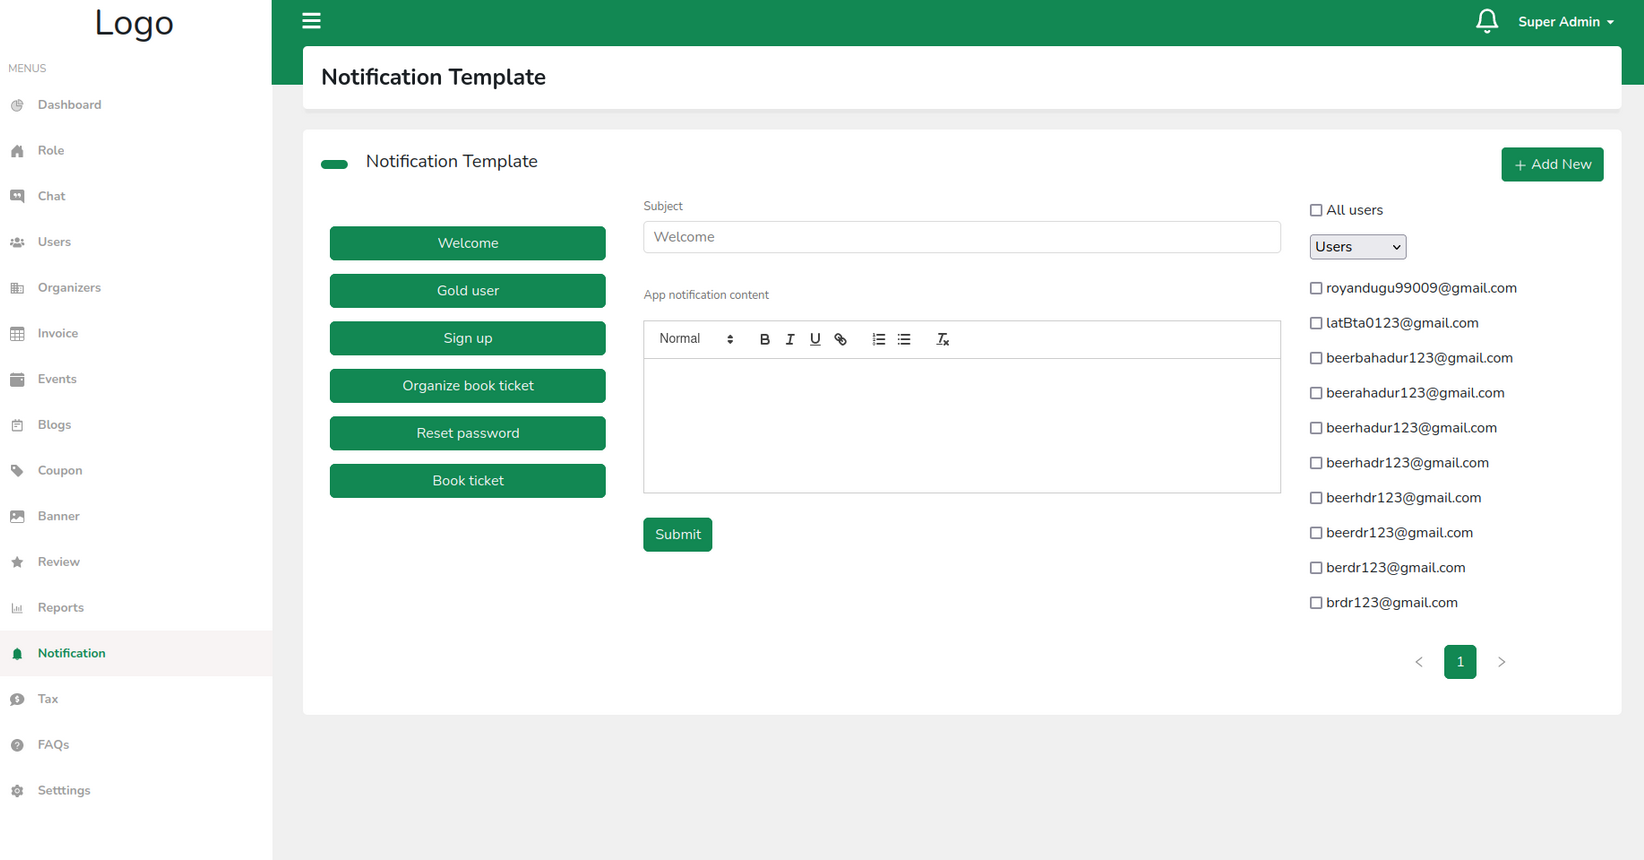 Logo
MENUS
Dashboard
Role
Chat
Users
Organizers
Invoice
Events
Blogs
Coupon
Banner
Review
Reports
Notification
Tax
FAQs
Setttings
Super Admin
Notification Template
Notification Template
+ Add New
Welcome
Gold user
Sign up
Organize book ticket
Reset password
Book ticket
Subject
Welcome
App notification content
Normal
B I U
Submit
All users
Users
royandugu99009@gmail.com
latBta0123@gmail.com
beerbahadur123@gmail.com
beerahadur123@gmail.com
beerhadur123@gmail.com
beerhadr123@gmail.com
beerhdr123@gmail.com
beerdr123@gmail.com
berdr123@gmail.com
brdr123@gmail.com
< 1 >